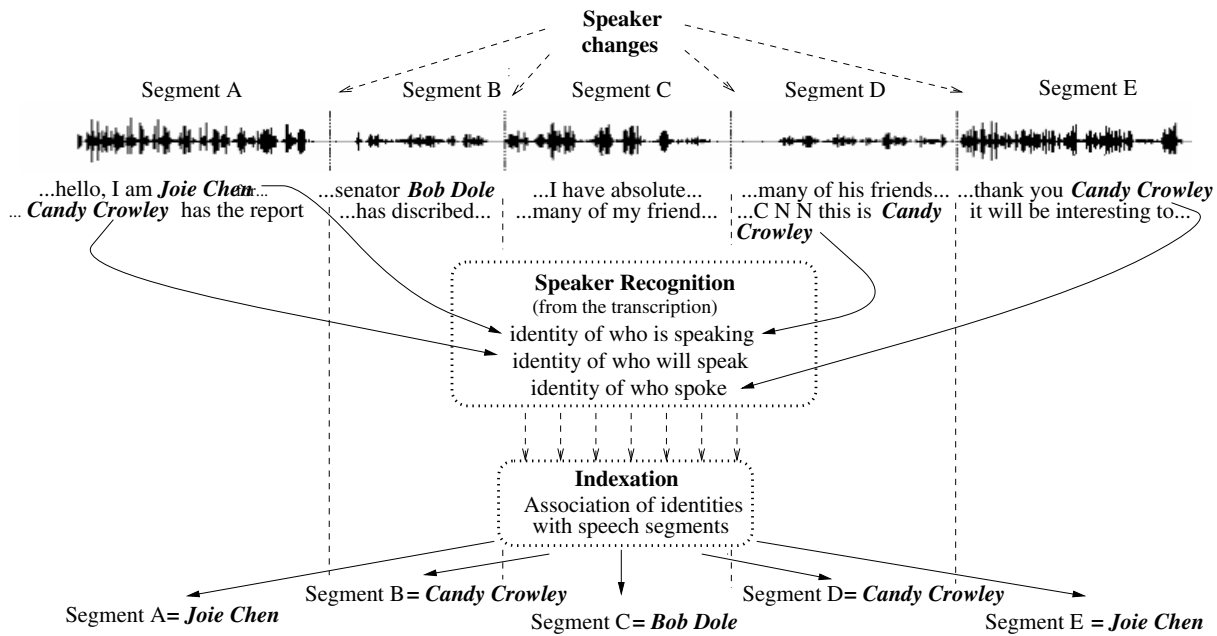 Speaker
changes
Segment A
Segment B
Segment C
Segment D
Segment E
...hello, I am Joie Chen
... Candy Crowley has the report
...senator Bob Dole
...has discribed...
...I have absolute...
...many of my friend...
...many of his friends...
...C N N this is Candy
Crowley
...thank you Candy Crowley
it will be interesting to...
Speaker Recognition
(from the transcription)
identity of who is speaking
identity of who will speak
identity of who spoke
Indexation
Association of identities
with speech segments
Segment A= Joie Chen
Segment B= Candy Crowley
Segment C= Bob Dole
Segment D= Candy Crowley
Segment E = Joie Chen